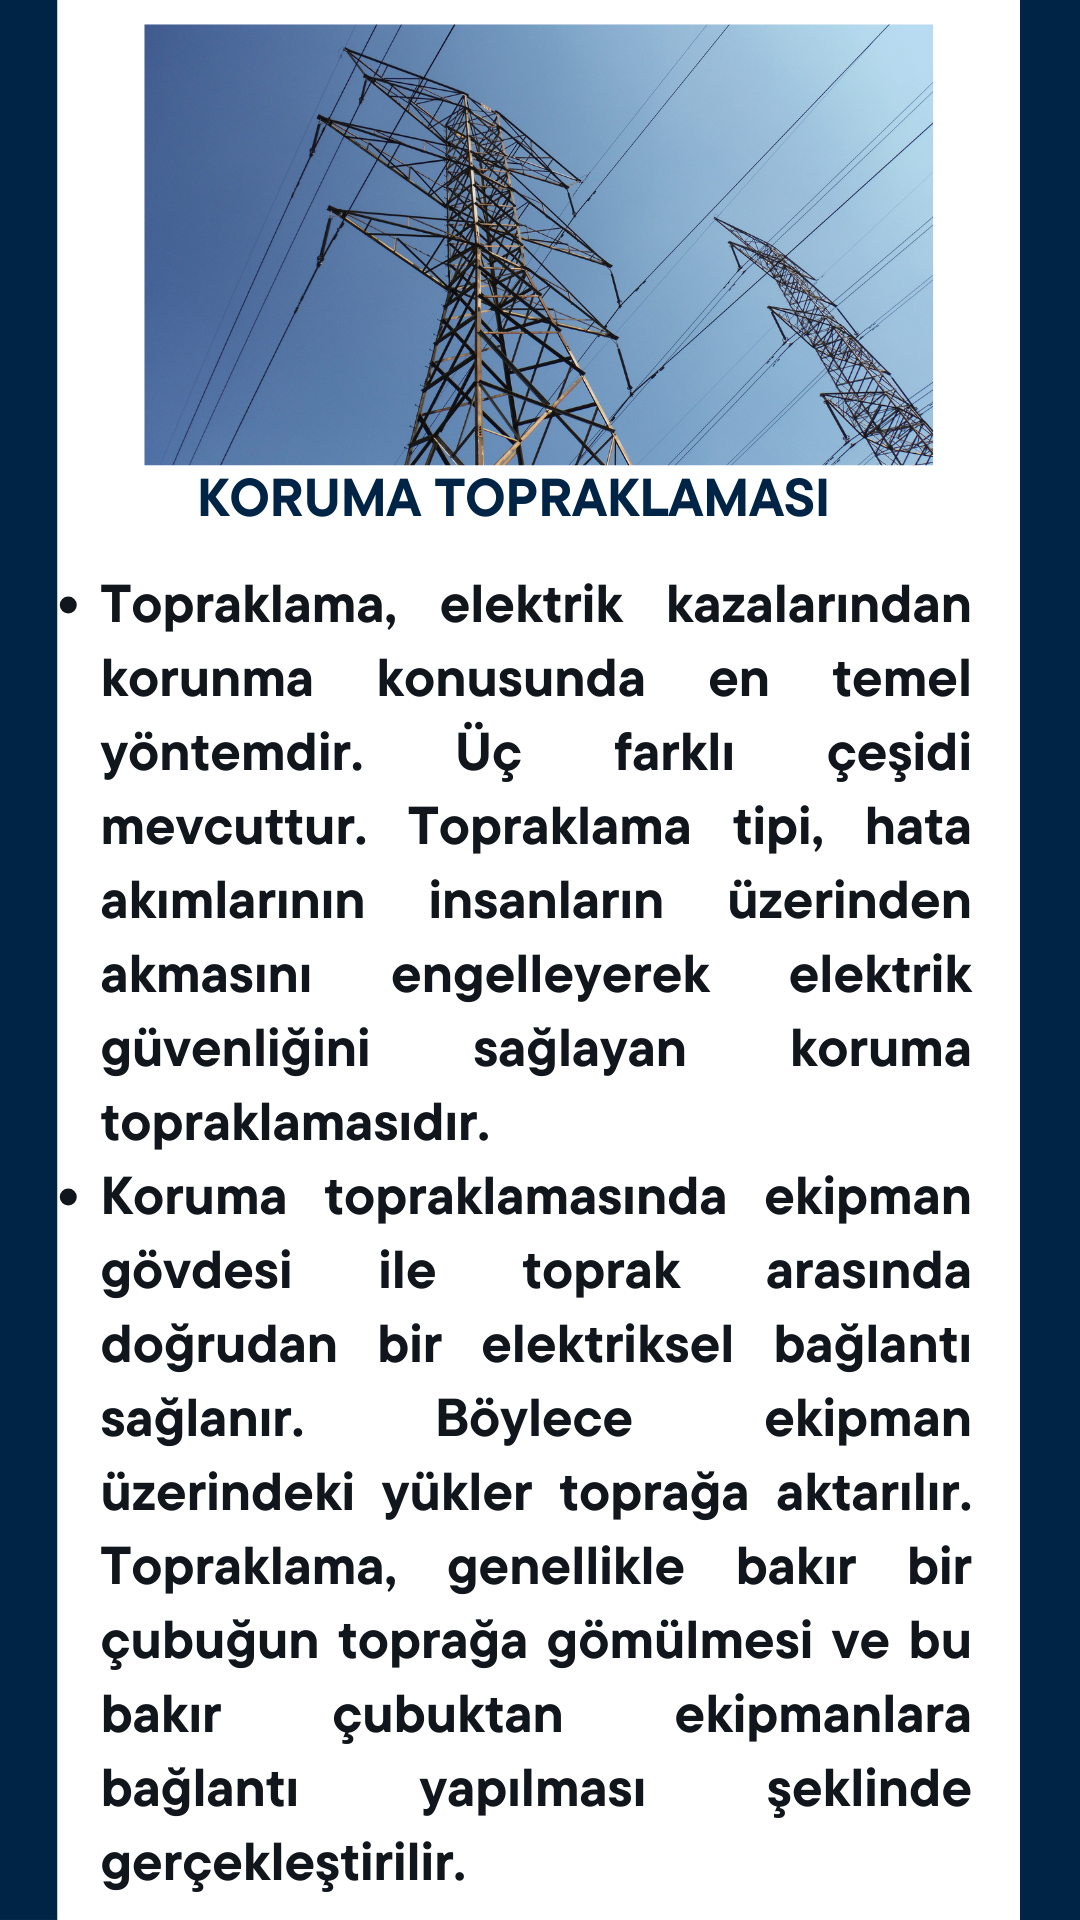 KORUMA TOPRAKLAMASI
• Topraklama, elektrik kazalarından
korunma konusunda en temel
yöntemdir. Üç farklı çeşidi
mevcuttur. Topraklama tipi, hata
akımlarının insanların üzerinden
akmasını engelleyerek elektrik
güvenliğini sağlayan koruma
topraklamasıdır.
• Koruma topraklamasında ekipman
gövdesi ile toprak arasında
doğrudan bir elektriksel bağlantı
sağlanır. Böylece ekipman
üzerindeki yükler toprağa aktarılır.
Topraklama, genellikle bakır bir
çubuğun toprağa gömülmesi ve bu
bakır çubuktan ekipmanlara
bağlantı yapılması şeklinde
gerçekleştirilir.